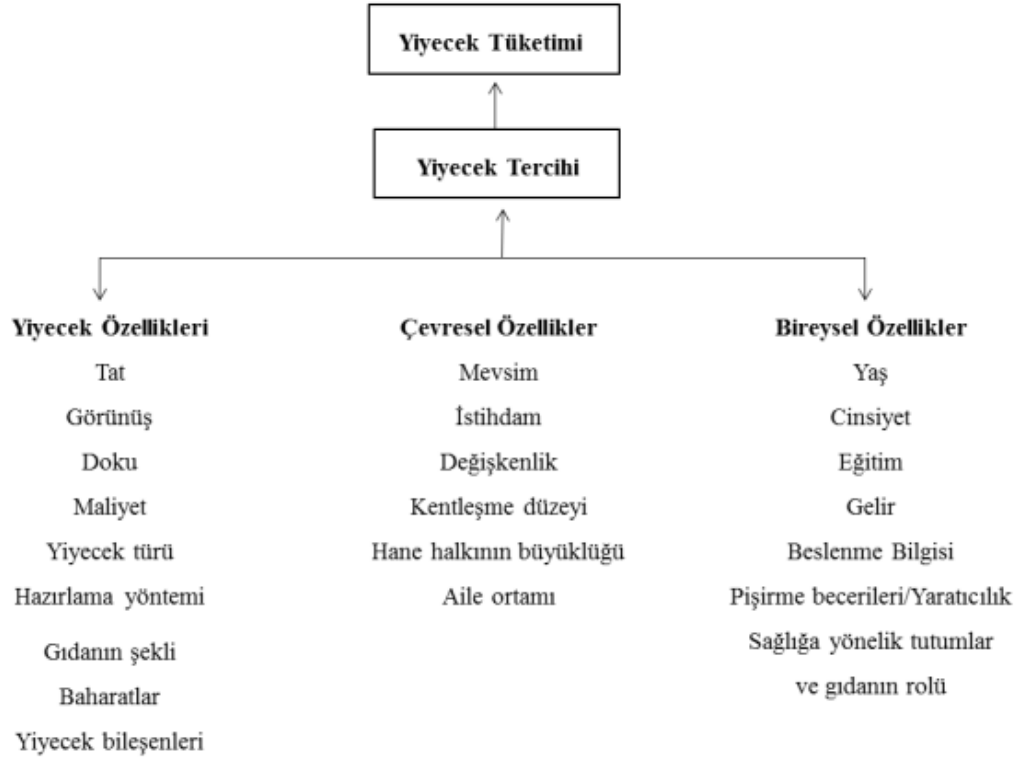 Yiyecek Tüketimi
Yiyecek Tercihi
Yiyecek Özellikleri
Tat
Görünüş
Doku
Maliyet
Yiyecek türü
Hazırlama yöntemi
Gıdanın şekli
Baharatlar
Yiyecek bileşenleri
Çevresel Özellikler
Mevsim
İstihdam
Değişkenlik
Kentleşme düzeyi
Hane halkının büyüklüğü
Aile ortamı
Bireysel Özellikler
Yaş
Cinsiyet
Eğitim
Gelir
Beslenme Bilgisi
Pişirme becerileri/Yaratıcılık
Sağlığa yönelik tutumlar
ve gıdanın rolü